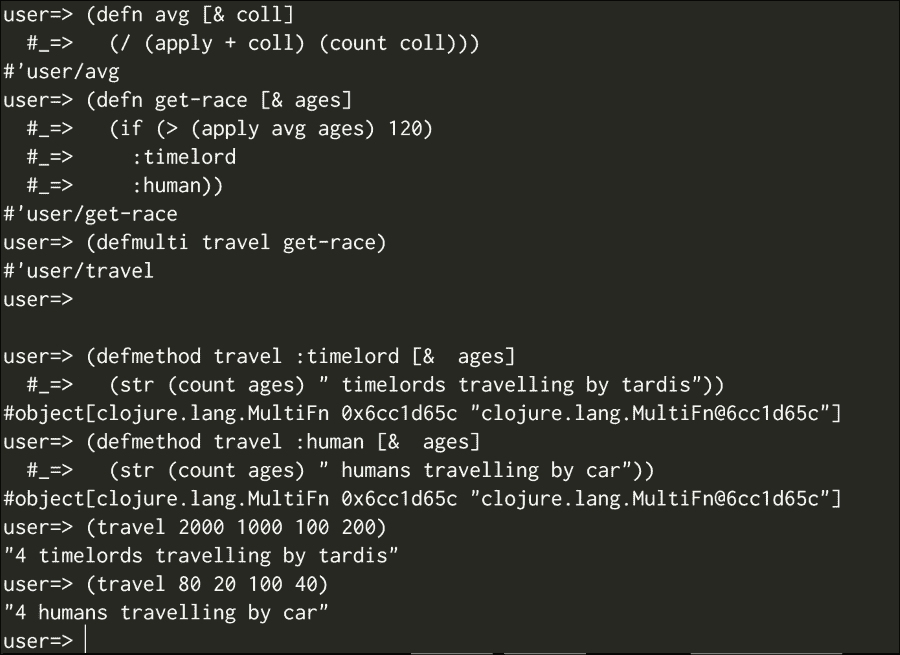 user=> (defn avg [& coll]
  #_=>   (/ (apply + coll) (count coll)))
#'user/avg
user=> (defn get-race [& ages]
  #_=>   (if (> (apply avg ages) 120)
  #_=>     :timelord
  #_=>     :human))
#'user/get-race
user=> (defmulti travel get-race)
#'user/travel
user=>

user=> (defmethod travel :timelord [&  ages]
  #_=>   (str (count ages) " timelords travelling by tardis"))
#object[clojure.lang.MultiFn 0x6cc1d65c "clojure.lang.MultiFn@6cc1d65c"]
user=> (defmethod travel :human [&  ages]
  #_=>   (str (count ages) " humans travelling by car"))
#object[clojure.lang.MultiFn 0x6cc1d65c "clojure.lang.MultiFn@6cc1d65c"]
user=> (travel 2000 1000 100 200)
"4 timelords travelling by tardis"
user=> (travel 80 20 100 40)
"4 humans travelling by car"
user=>